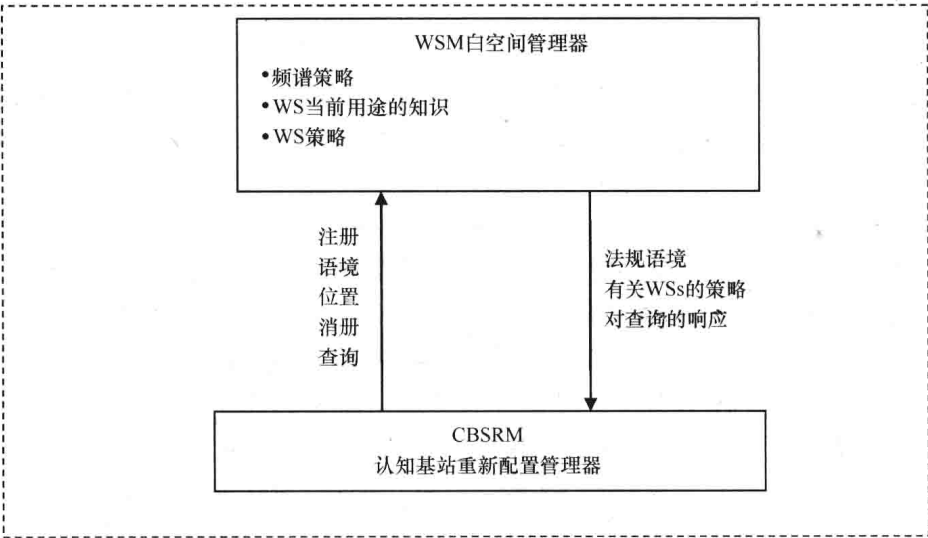 WSM白空间管理器
•频谱策略
•WS当前用途的知识
•WS策略
注册
语境
位置
消册
查询
法规语境
有关WSs的策略
对查询的响应
CBSRM
认知基站重新配置管理器